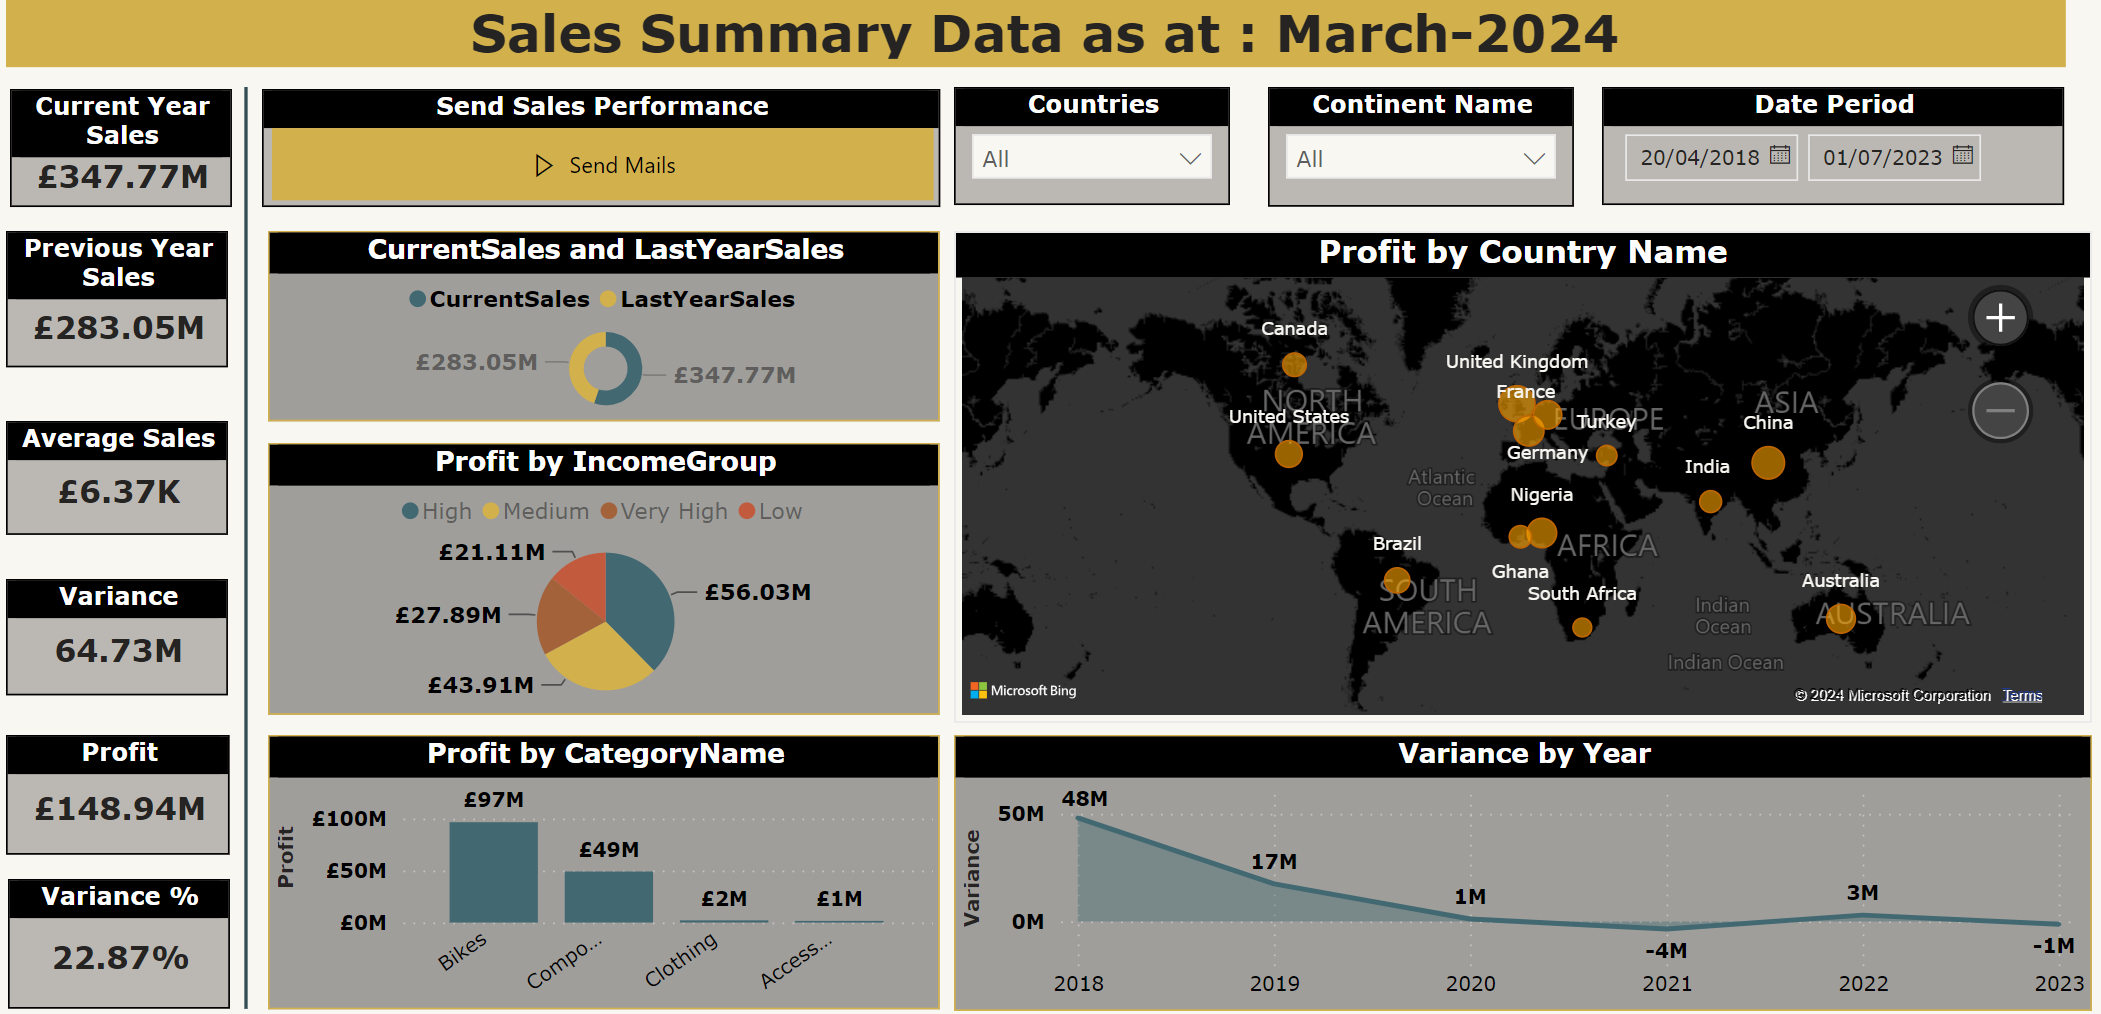 Sales Summary Data as at : March-2024
Current Year
Sales
£347.77M
Previous Year
Sales
£283.05M
Average Sales
£6.37K
Variance
64.73M
Profit
£148.94M
Variance %
22.87%
Send Sales Performance
Send Mails
Countries
All
Continent Name
All
Date Period
20/04/2018
01/07/2023
CurrentSales and LastYearSales
CurrentSales LastYearSales
£283.05M
£347.77M
Profit by IncomeGroup
High Medium Very High Low
£21.11M
£56.03M
£27.89M
£43.91M
Profit by CategoryName
Profit
£100M
£50M
£0M
£97M
£49M
£2M
£1M
Bikes
Compo...
Clothing
Access...
Profit by Country Name
Canada
United Kingdom
France
NORTH
AMERICA
United States
EUROPE
Turkey
ASIA
China
Germany
India
Atlantic
Ocean
Nigeria
Brazil
AFRICA
Ghana
South Africa
SOUTH
AMERICA
Australia
AUSTRALIA
Indian
Ocean
Indian Ocean
Microsoft Bing
© 2024 Microsoft Corporation Terms
Variance by Year
Variance
50M
0M
48M
17M
1M
-4M
3M
-1M
2018
2019
2020
2021
2022
2023